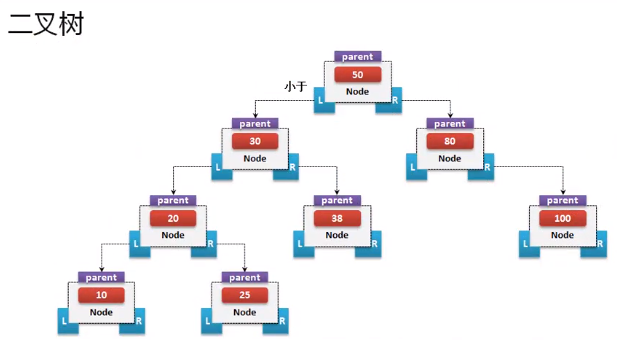 二叉树
parent
50
小于
Node
L R
parent parent
30 80
Node Node
L R L R
parent parent parent
20 38 100
Node Node Node
L R L R L R
parent parent
10 25
Node Node
L R L R